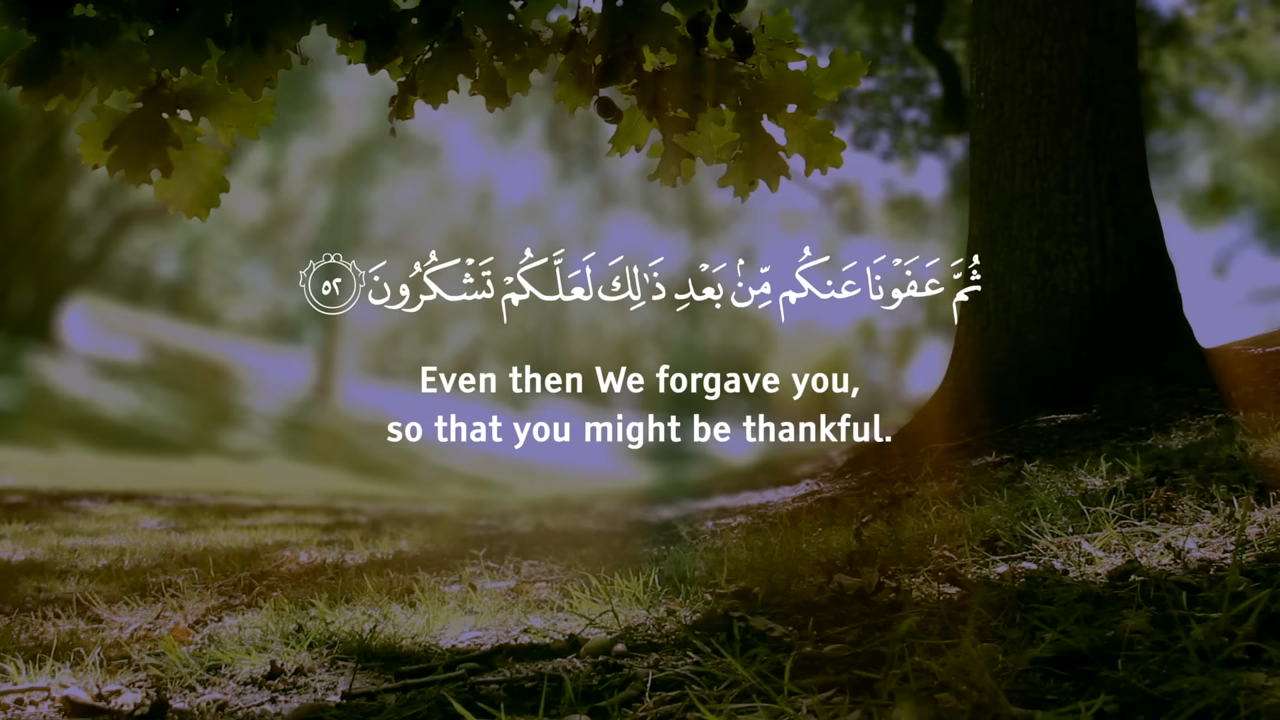 ثُمَّ عَفَوْنَا عَنكُم مِّنۢ بَعْدِ ذَٰلِكَ لَعَلَّكُمْ تَشْكُرُونَ ٥٢
Even then We forgave you,
so that you might be thankful.